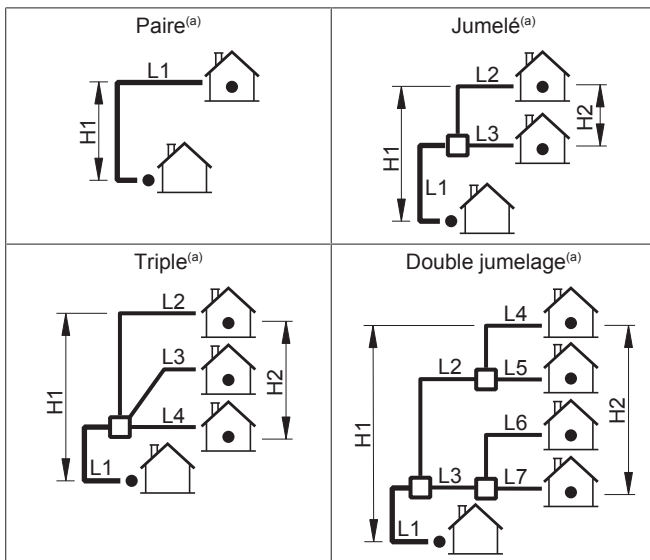 Paire(a)
L1
H1
Jumelé(a)
L2
H2
H1
L3
L1
Triple(a)
L2
L3
H1
H2
L4
L1
Double jumelage(a)
L4
L2
L5
H1
H2
L6
L3
L7
L1